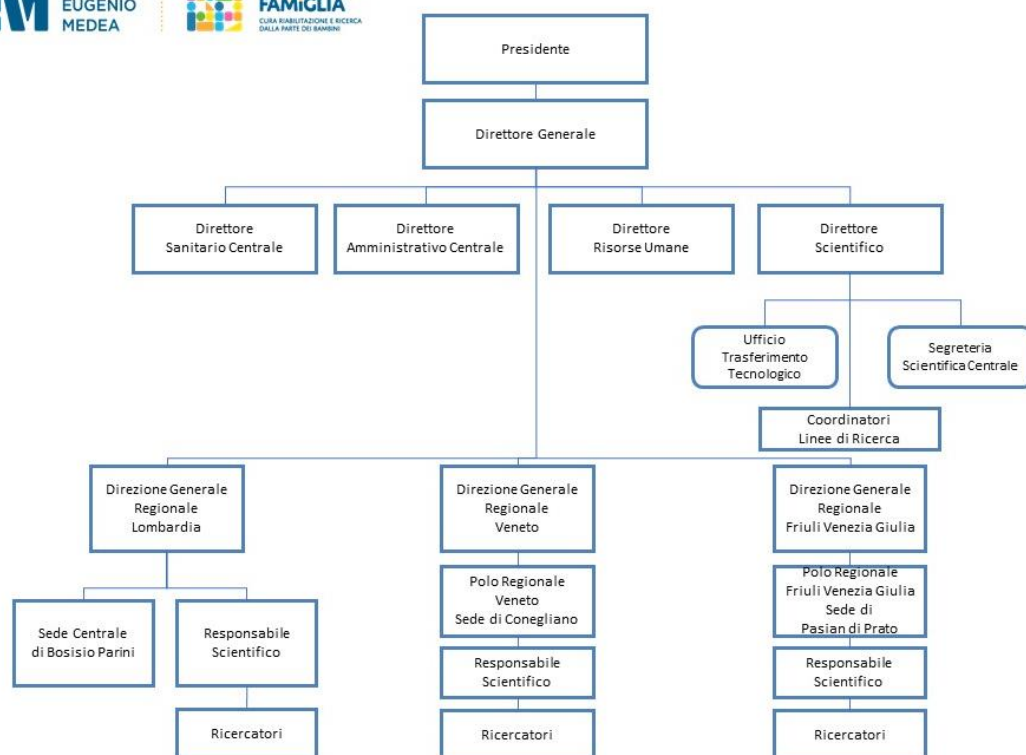 EUGENIO
MEDEA
FAMiGLIA
CURA RIABILITAZIONE E RICERCA
DALLA PARTE DEI BAMBINI
Presidente
Direttore Generale
Direttore
Sanitario Centrale
Direttore
Amministrativo Centrale
Direttore
Risorse Umane
Direttore
Scientifico
Ufficio
Trasferimento
Tecnologico
Segreteria
Scientifica Centrale
Coordinatori
Linee di Ricerca
Direzione Generale
Regionale
Lombardia
Direzione Generale
Regionale
Veneto
Direzione Generale
Regionale
Friuli Venezia Giulia
Sede Centrale
di Bosisio Parini
Responsabile
Scientifico
Polo Regionale
Veneto
Sede di Conegliano
Polo Regionale
Friuli Venezia Giulia
Sede di
Pasian di Prato
Responsabile
Scientifico
Responsabile
Scientifico
Ricercatori
Ricercatori
Ricercatori